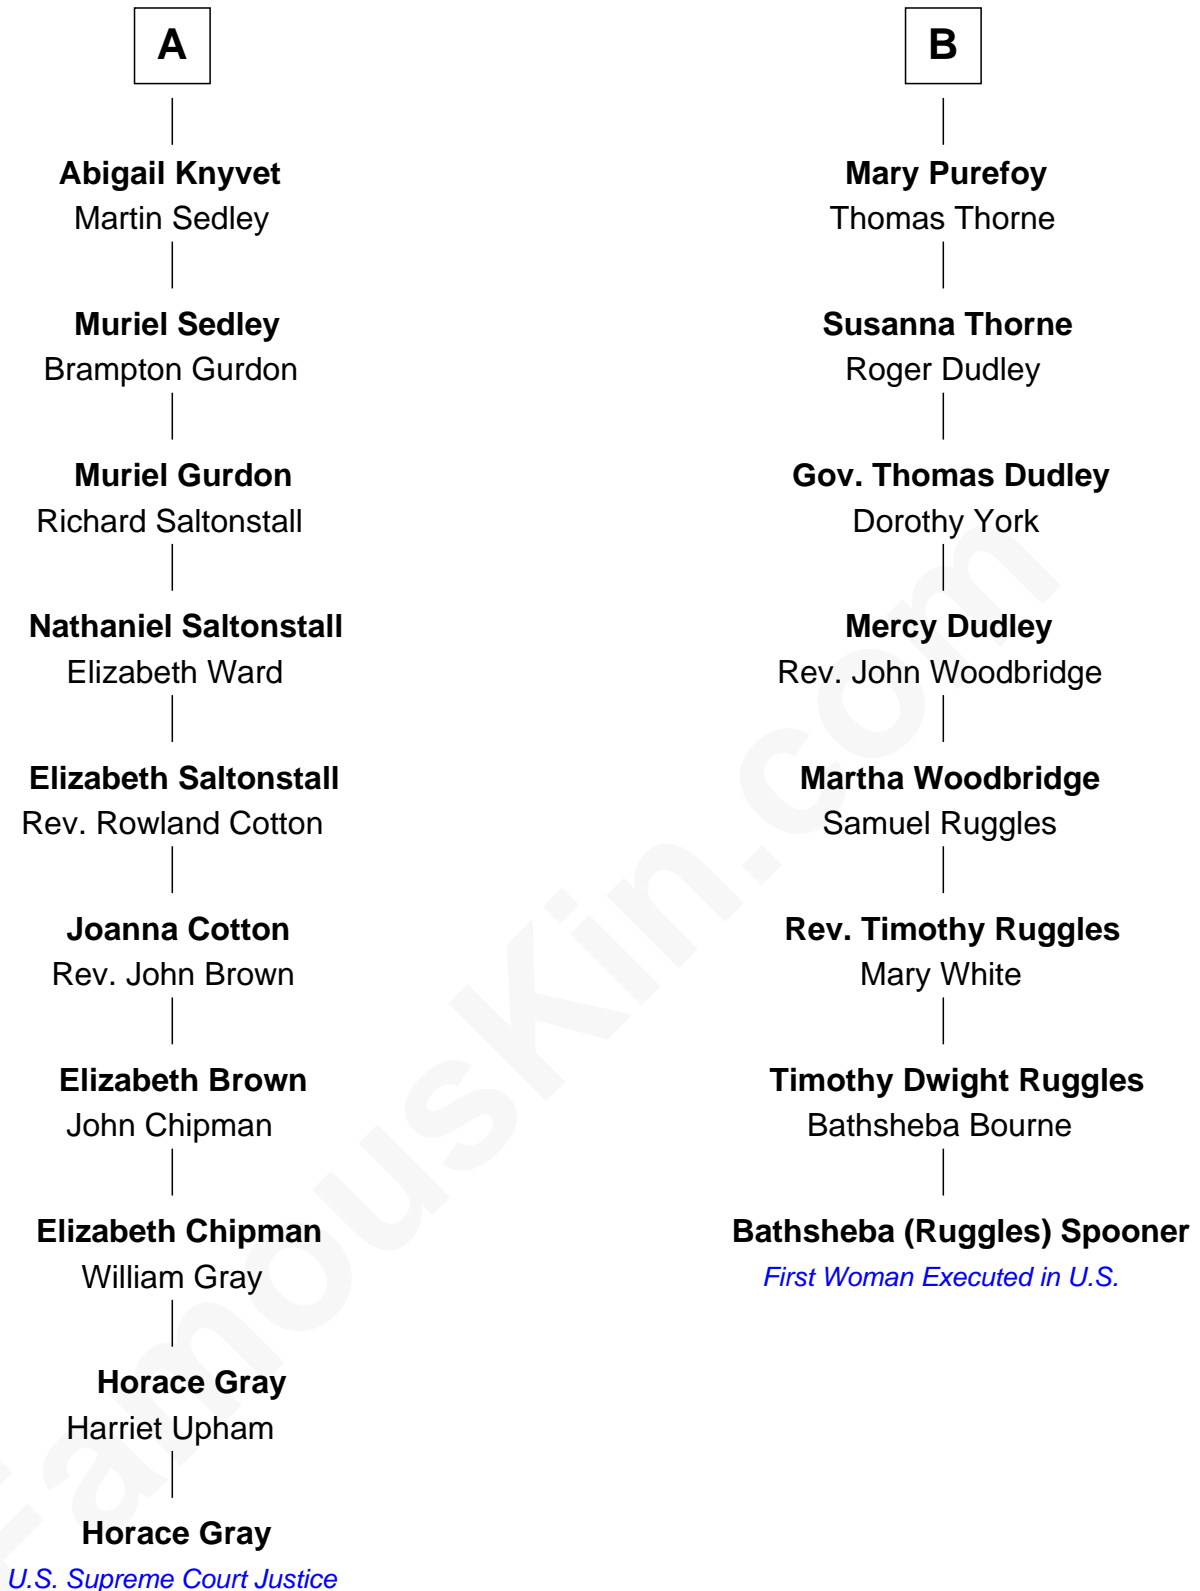 A
Abigail Knyvet
Martin Sedley
Muriel Sedley
Brampton Gurdon
Muriel Gurdon
Richard Saltonstall
Nathaniel Saltonstall
Elizabeth Ward
Elizabeth Saltonstall
Rev. Rowland Cotton
Joanna Cotton
Rev. John Brown
Elizabeth Brown
John Chipman
Elizabeth Chipman
William Gray
Horace Gray
Harriet Upham
Horace Gray
U.S. Supreme Court Justice
B
Mary Purefoy
Thomas Thorne
Susanna Thorne
Roger Dudley
Gov. Thomas Dudley
Dorothy York
Mercy Dudley
Rev. John Woodbridge
Martha Woodbridge
Samuel Ruggles
Rev. Timothy Ruggles
Mary White
Timothy Dwight Ruggles
Bathsheba Bourne
Bathsheba (Ruggles) Spooner
First Woman Executed in U.S.
FamousKin.com